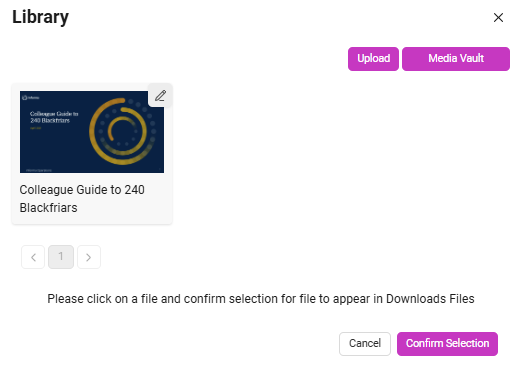 Library
Upload
Media Vault
Colleague Guide to
240 Blackfriars
Colleague Guide to 240
Blackfriars
1
Please click on a file and confirm selection for file to appear in Downloads Files
Cancel
Confirm Selection